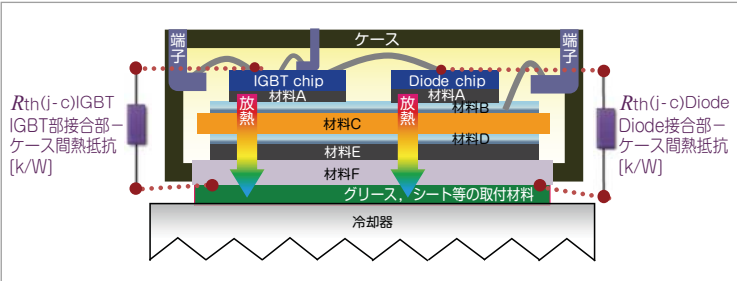 ケース
端子
端子
IGBT chip
Diode chip
材料A
材料A
放熱
放熱
材料B
材料C
材料D
材料E
材料F
グリース，シート等の取付材料
冷却器
Rth(j-c)IGBT
IGBT部接合部－
ケース間熱抵抗
[k/W]
Rth(j-c)Diode
Diode接合部－
ケース間熱抵抗
[k/W]